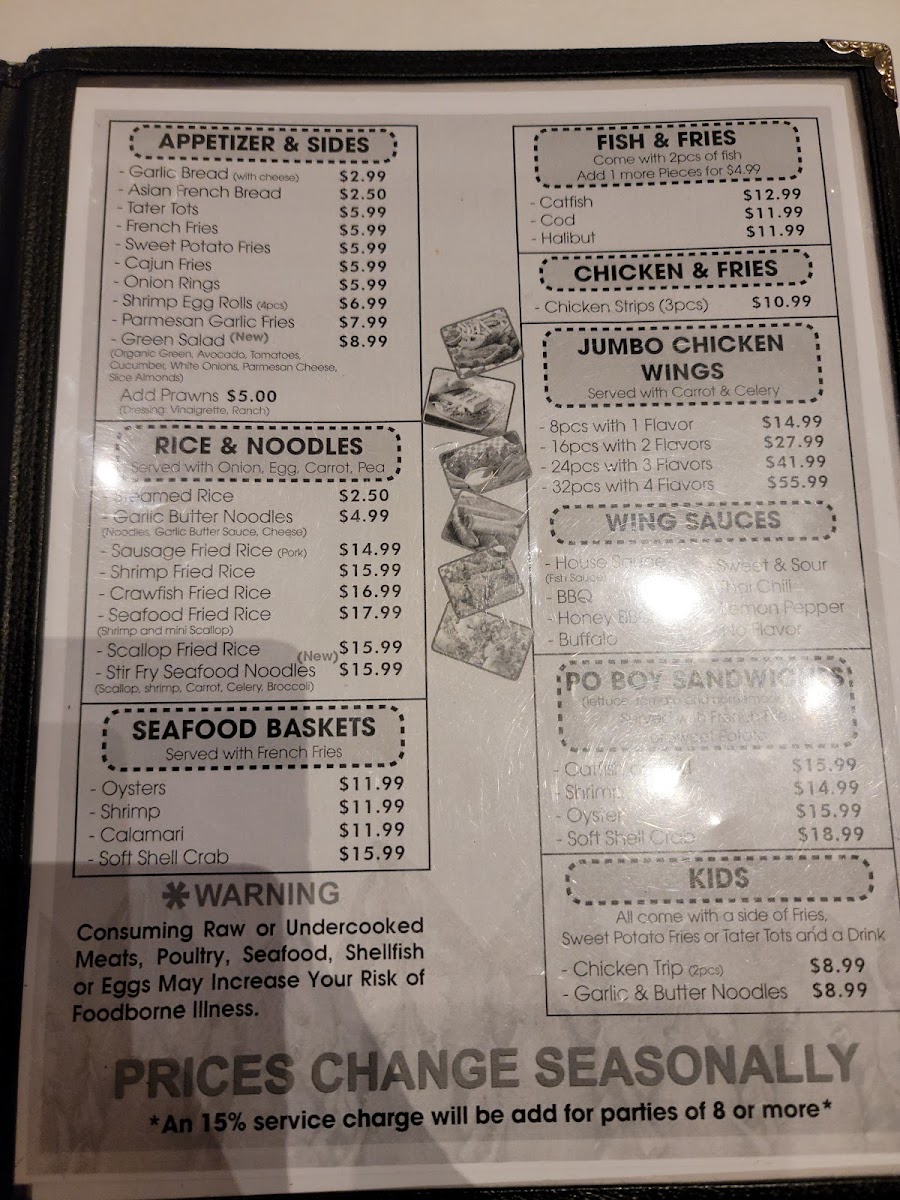 APPETIZER & SIDES
- Garlic Bread (with cheese) $2.99
- Asian French Bread $2.50
- Tater Tots $5.99
- French Fries $5.99
- Sweet Potato Fries $5.99
- Cajun Fries $5.99
- Onion Rings $5.99
- Shrimp Egg Rolls (4pcs) $6.99
- Parmesan Garlic Fries $7.99
- Green Salad (New) $8.99
(Organic Green, Avocado, Tomatoes,
Cucumber, White Onions, Parmesan Cheese,
Slice Almonds)
Add Prawns $5.00
(Dressing: Vinaigrette, Ranch)
RICE & NOODLES
Served with Onion, Egg, Carrot, Pea
- Steamed Rice $2.50
- Garlic Butter Noodles $4.99
(Noodles, Garlic Butter Sauce, Cheese)
- Sausage Fried Rice (Pork) $14.99
- Shrimp Fried Rice $15.99
- Crawfish Fried Rice $16.99
- Seafood Fried Rice $17.99
(Shrimp and mini Scallop)
- Scallop Fried Rice $15.99
- Stir Fry Seafood Noodles (New) $15.99
(Scallop, shrimp, Carrot, Celery, Broccoli)
SEAFOOD BASKETS
Served with French Fries
- Oysters $11.99
- Shrimp $11.99
- Calamari $11.99
- Soft Shell Crab $15.99
*WARNING
Consuming Raw or Undercooked
Meats, Poultry, Seafood, Shellfish
or Eggs May Increase Your Risk of
Foodborne Illness.
FISH & FRIES
Come with 2pcs of fish
Add 1 more Pieces for $4.99
- Catfish $12.99
- Cod $11.99
- Halibut $11.99
CHICKEN & FRIES
- Chicken Strips (3pcs) $10.99
JUMBO CHICKEN
WINGS
Served with Carrot & Celery
- 8pcs with 1 Flavor $14.99
- 16pcs with 2 Flavors $27.99
- 24pcs with 3 Flavors $41.99
- 32pcs with 4 Flavors $55.99
WING SAUCES
- House Sauce
(Fish Sauce)
- BBQ
- Honey BBQ
- Buffalo
- Sweet & Sour
Thai Chili
Lemon Pepper
No Flavor
PO BOY SANDWICHES
(lettuce, tomato and
Served with French Fries
or Sweet Potato
- Catfish $15.99
- Shrimp $14.99
- Oyster $15.99
- Soft Shell Crab $18.99
KIDS
All come with a side of Fries,
Sweet Potato Fries or Tater Tots and a Drink
- Chicken Trip (2pcs) $8.99
- Garlic & Butter Noodles $8.99
PRICES CHANGE SEASONALLY
*An 15% service charge will be add for parties of 8 or more*